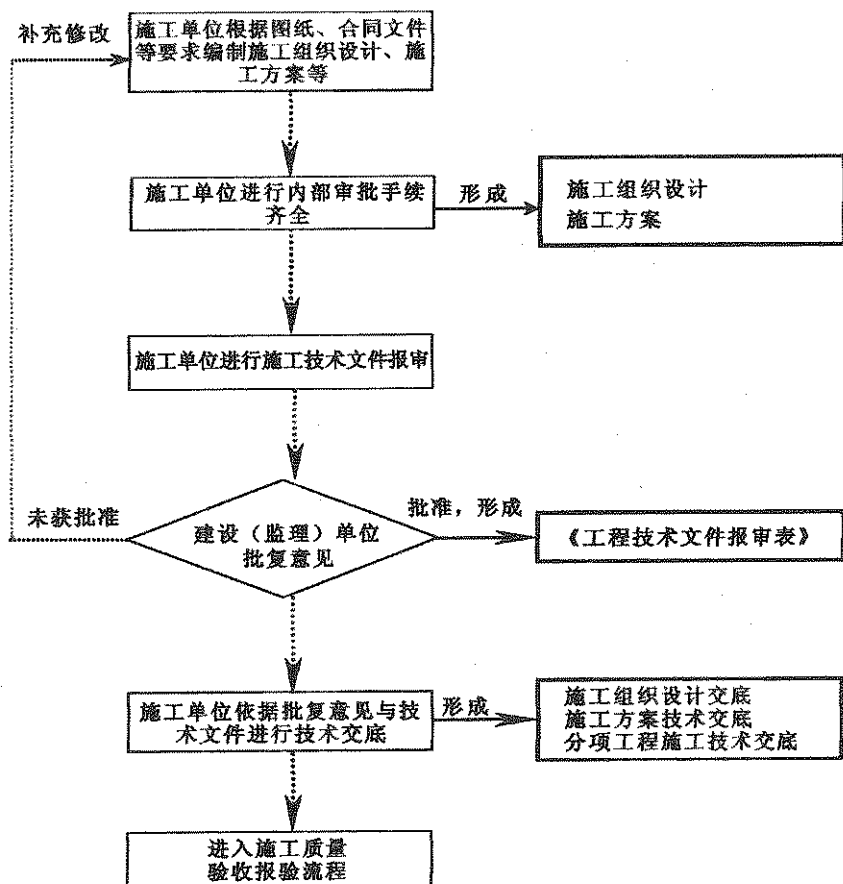 补充修改
施工单位根据图纸、合同文件
等要求编制施工组织设计、施
工方案等
施工单位进行内部审批手续
齐全
形成
施工组织设计
施工方案
施工单位进行施工技术文件报审
未获批准
建设（监理）单位
批复意见
批准，形成
《工程技术文件报审表》
施工单位依据批复意见与技
术文件进行技术交底
形成
施工组织设计交底
施工方案技术交底
分项工程施工技术交底
进入施工质量
验收报验流程